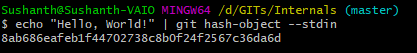 Sushanth@Sushanth-VAIO MINGW64 /d/GITs/Internals (master)
$ echo "Hello, World!" | git hash-object --stdin
8ab686eafeb1f44702738c8b0f24f2567c36da6d